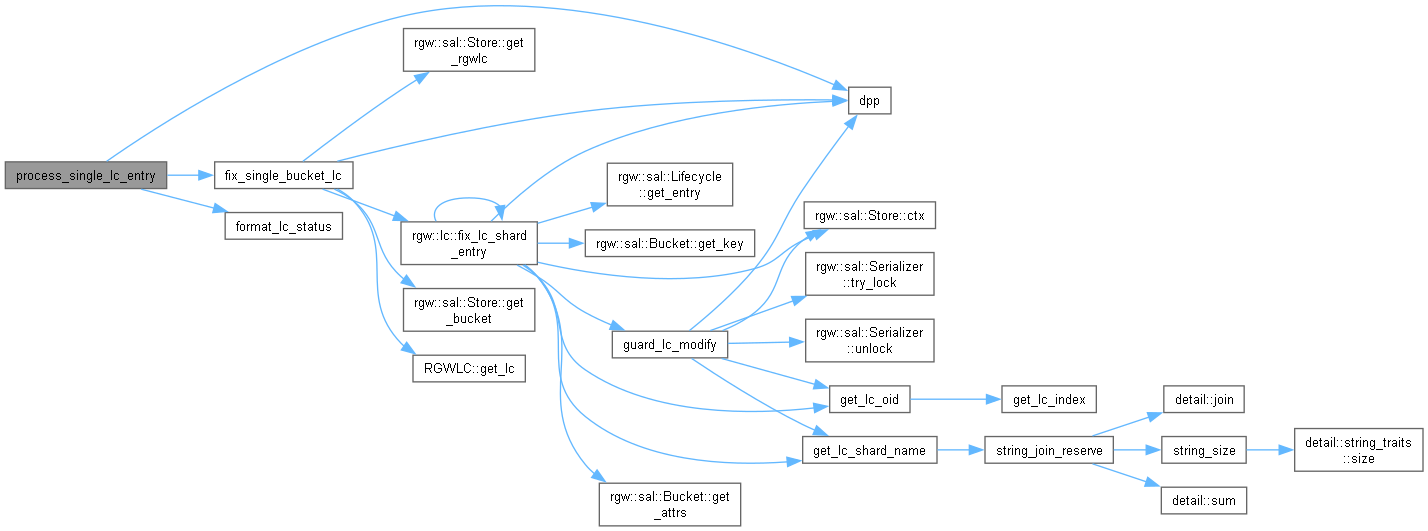 process_single_lc_entry
fix_single_bucket_lc
format_lc_status
rgw::sal::Store::get
_rgwlc
rgw::lc::fix_lc_shard
_entry
rgw::sal::Store::get
_bucket
RGWLC::get_lc
rgw::sal::Lifecycle
::get_entry
rgw::sal::Bucket::get_key
guard_lc_modify
rgw::sal::Bucket::get
_attrs
dpp
rgw::sal::Store::ctx
rgw::sal::Serializer
::try_lock
rgw::sal::Serializer
::unlock
get_lc_oid
get_lc_shard_name
get_lc_index
string_join_reserve
detail::join
string_size
detail::sum
detail::string_traits
::size